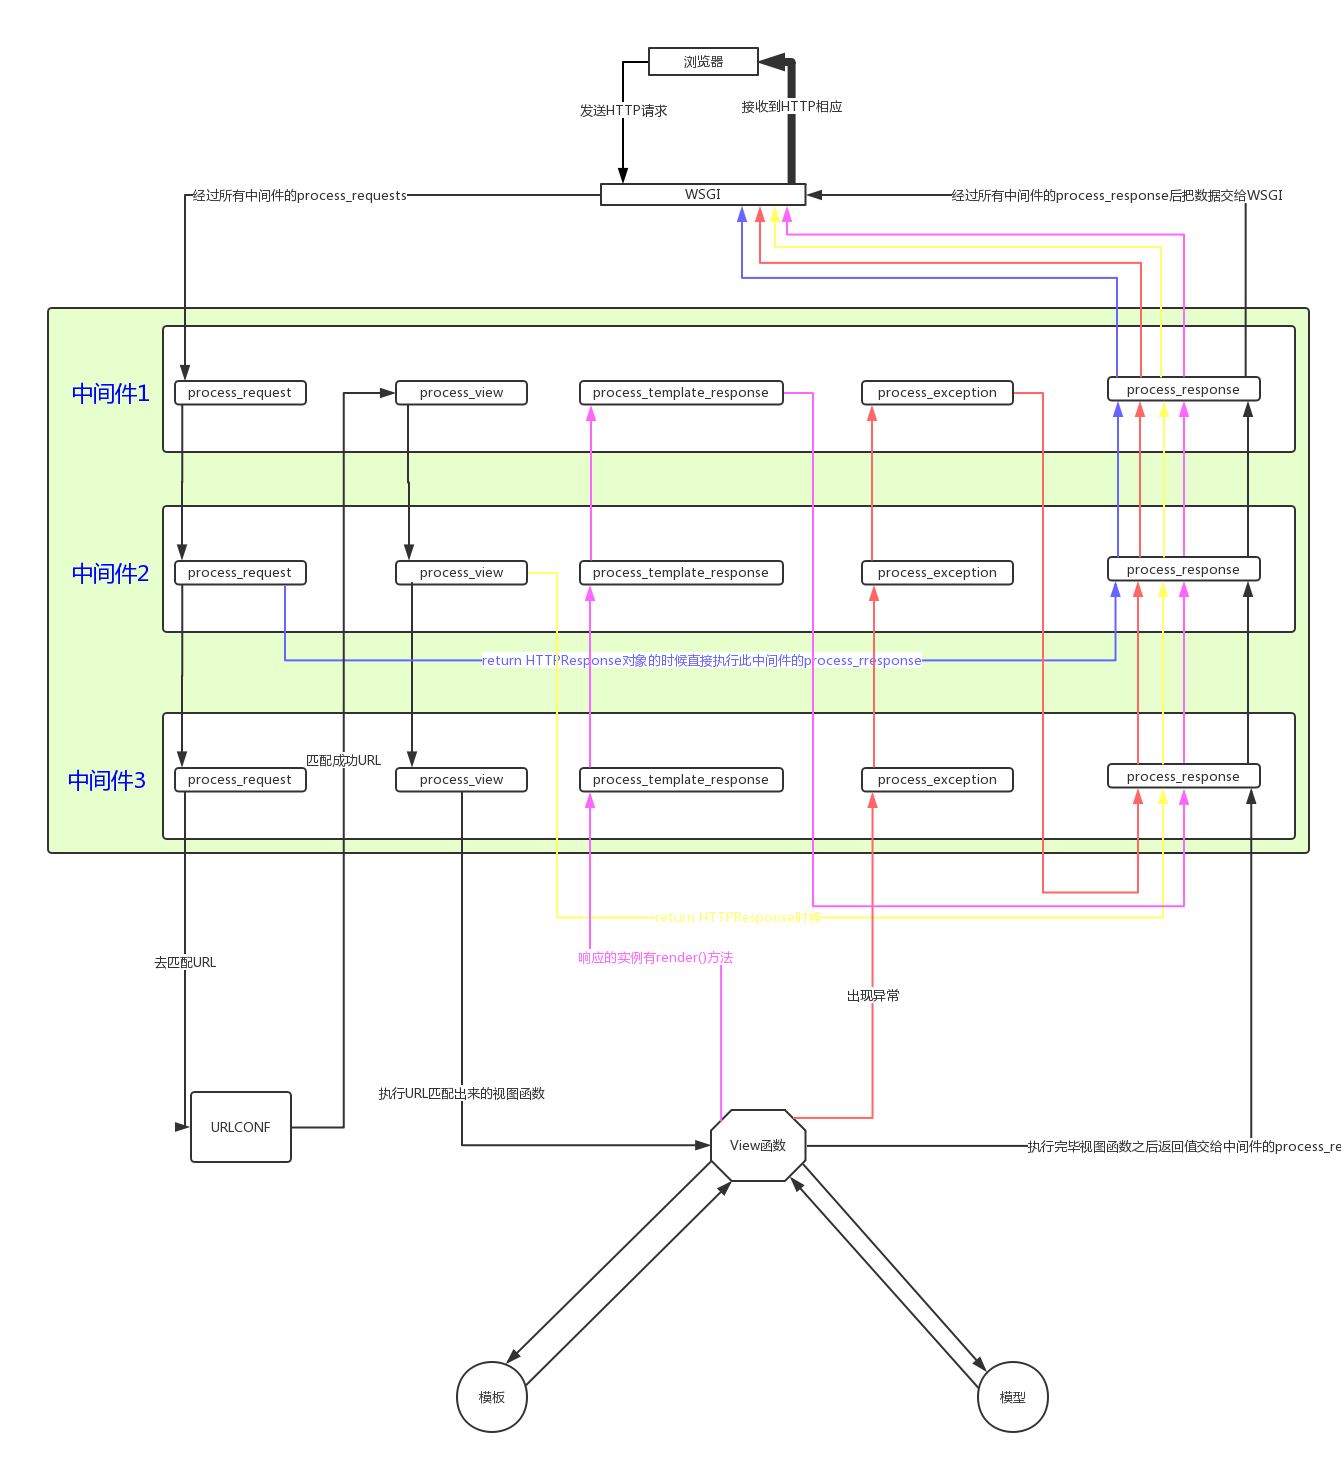 浏览器
发送HTTP请求
接收到HTTP相应
WSGI
经过所有中间件的process_requests
经过所有中间件的process_response后把数据交给WSGI
中间件1
process_request
process_view
process_template_response
process_exception
process_response
中间件2
process_request
process_view
process_template_response
process_exception
process_response
return HTTPResponse对象的时候直接执行此中间件的process_rresponse
匹配成功URL
中间件3
process_request
process_view
process_template_response
process_exception
process_response
return HTTPResponse时候
响应的实例有render()方法
去匹配URL
出现异常
执行URL匹配出来的视图函数
URLCONF
View函数
执行完毕视图函数之后返回值交给中间件的process_re
模板
模型